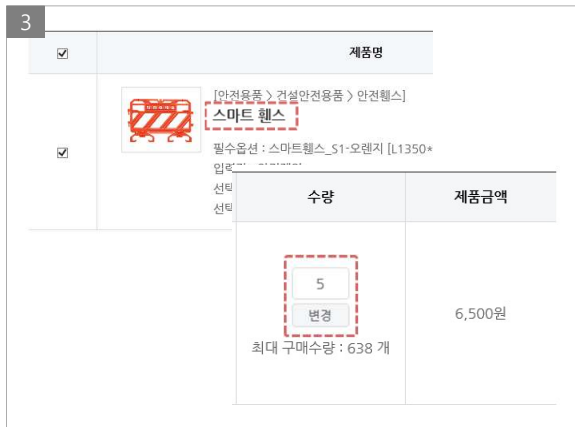 3
제품명
[안전용품 > 건설안전용품 > 안전휀스]
스마트 휀스
필수옵션 : 스마트휀스_S1-오렌지 [L1350*
선택
선택
수량
제품금액
5
변경
6,500원
최대 구매수량 : 638 개